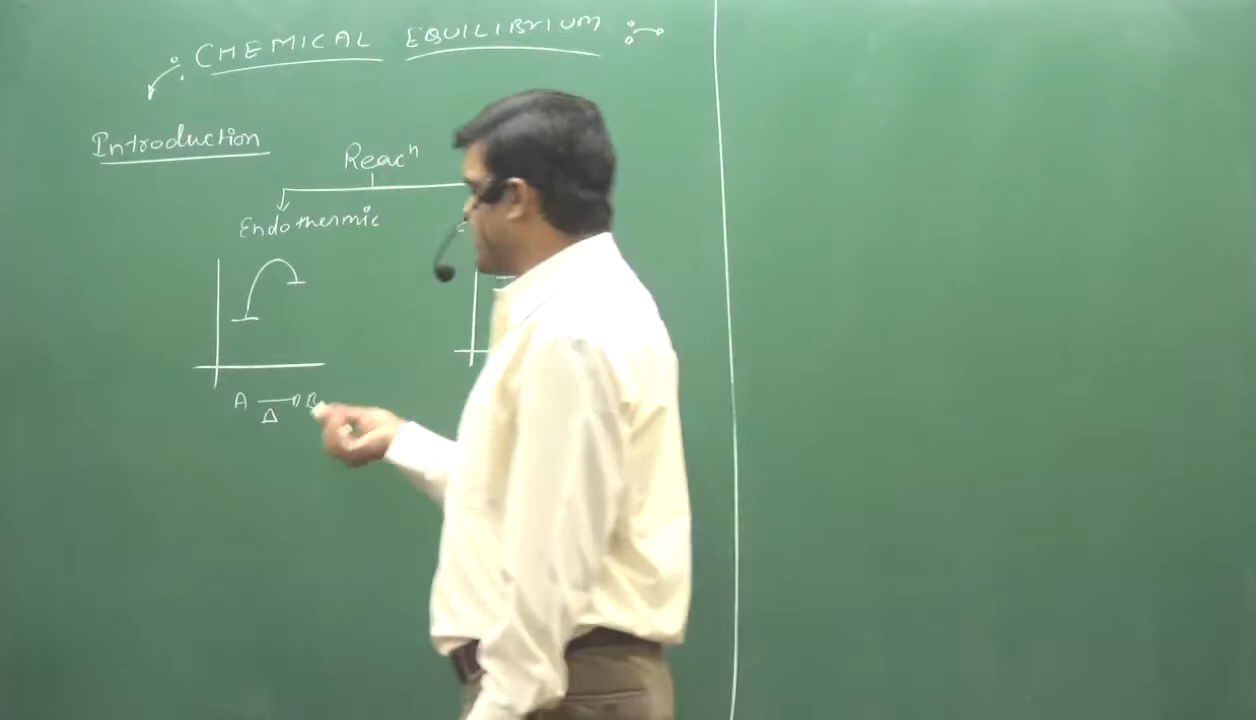 CHEMICAL EQUILIBRIUM
Introduction
Reacⁿ
Endothermic
A → B
Δ